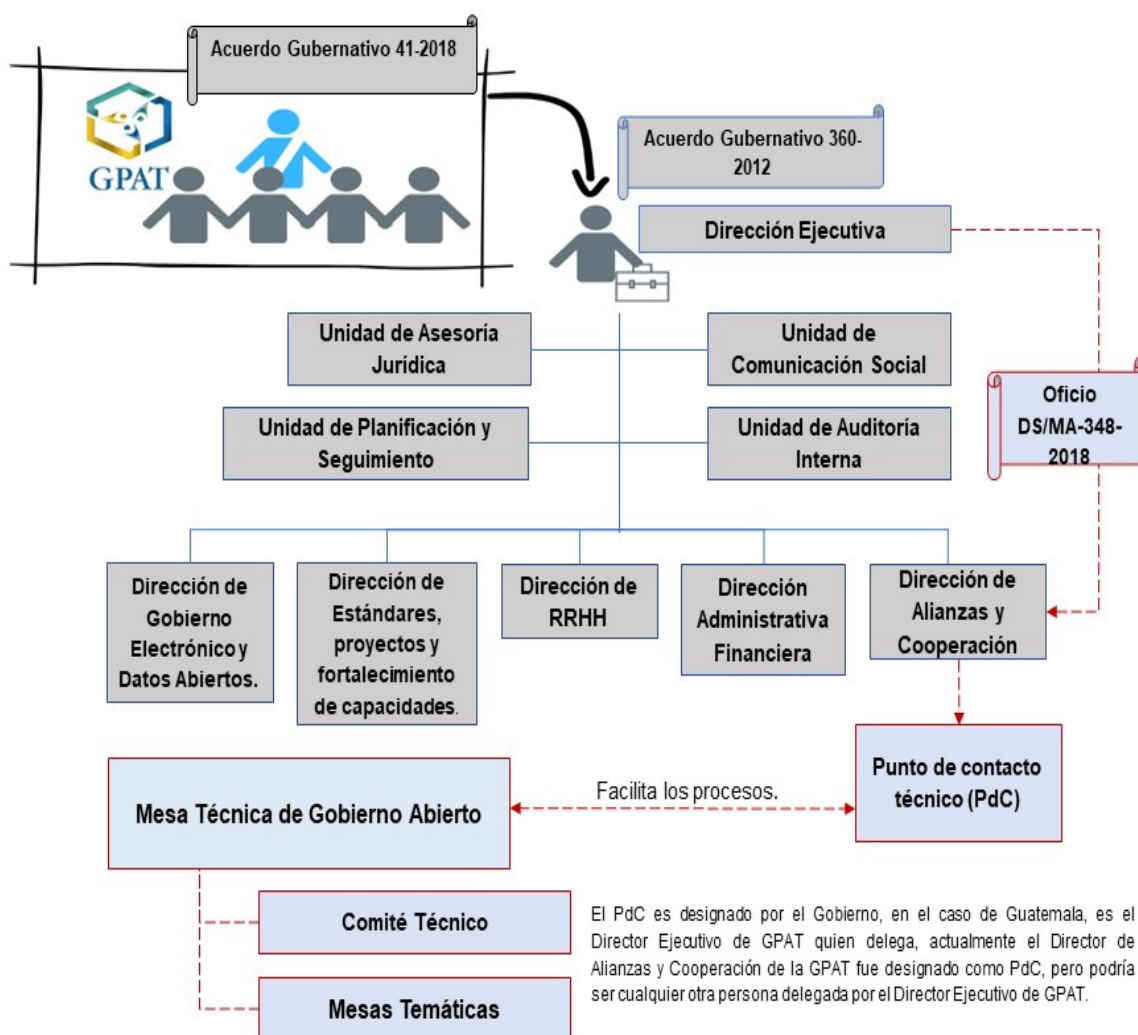 Acuerdo Gubernativo 41-2018
GPAT
Acuerdo Gubernativo 360-
2012
Dirección Ejecutiva
Unidad de Asesoría
Jurídica
Unidad de
Comunicación Social
Unidad de Planificación y
Seguimiento
Unidad de Auditoría
Interna
Oficio
DS/MA-348-
2018
Dirección de
Gobierno
Electrónico y
Datos Abiertos.
Dirección de
Estándares,
proyectos y
fortalecimiento
de capacidades.
Dirección de
RRHH
Dirección
Administrativa
Financiera
Dirección de
Alianzas y
Cooperación
Mesa Técnica de Gobierno Abierto
Facilita los procesos.
Punto de contacto
técnico (PdC)
Comité Técnico
Mesas Temáticas
El PdC es designado por el Gobierno, en el caso de Guatemala, es el
Director Ejecutivo de GPAT quien delega, actualmente el Director de
Alianzas y Cooperación de la GPAT fue designado como PdC, pero podría
ser cualquier otra persona delegada por el Director Ejecutivo de GPAT.